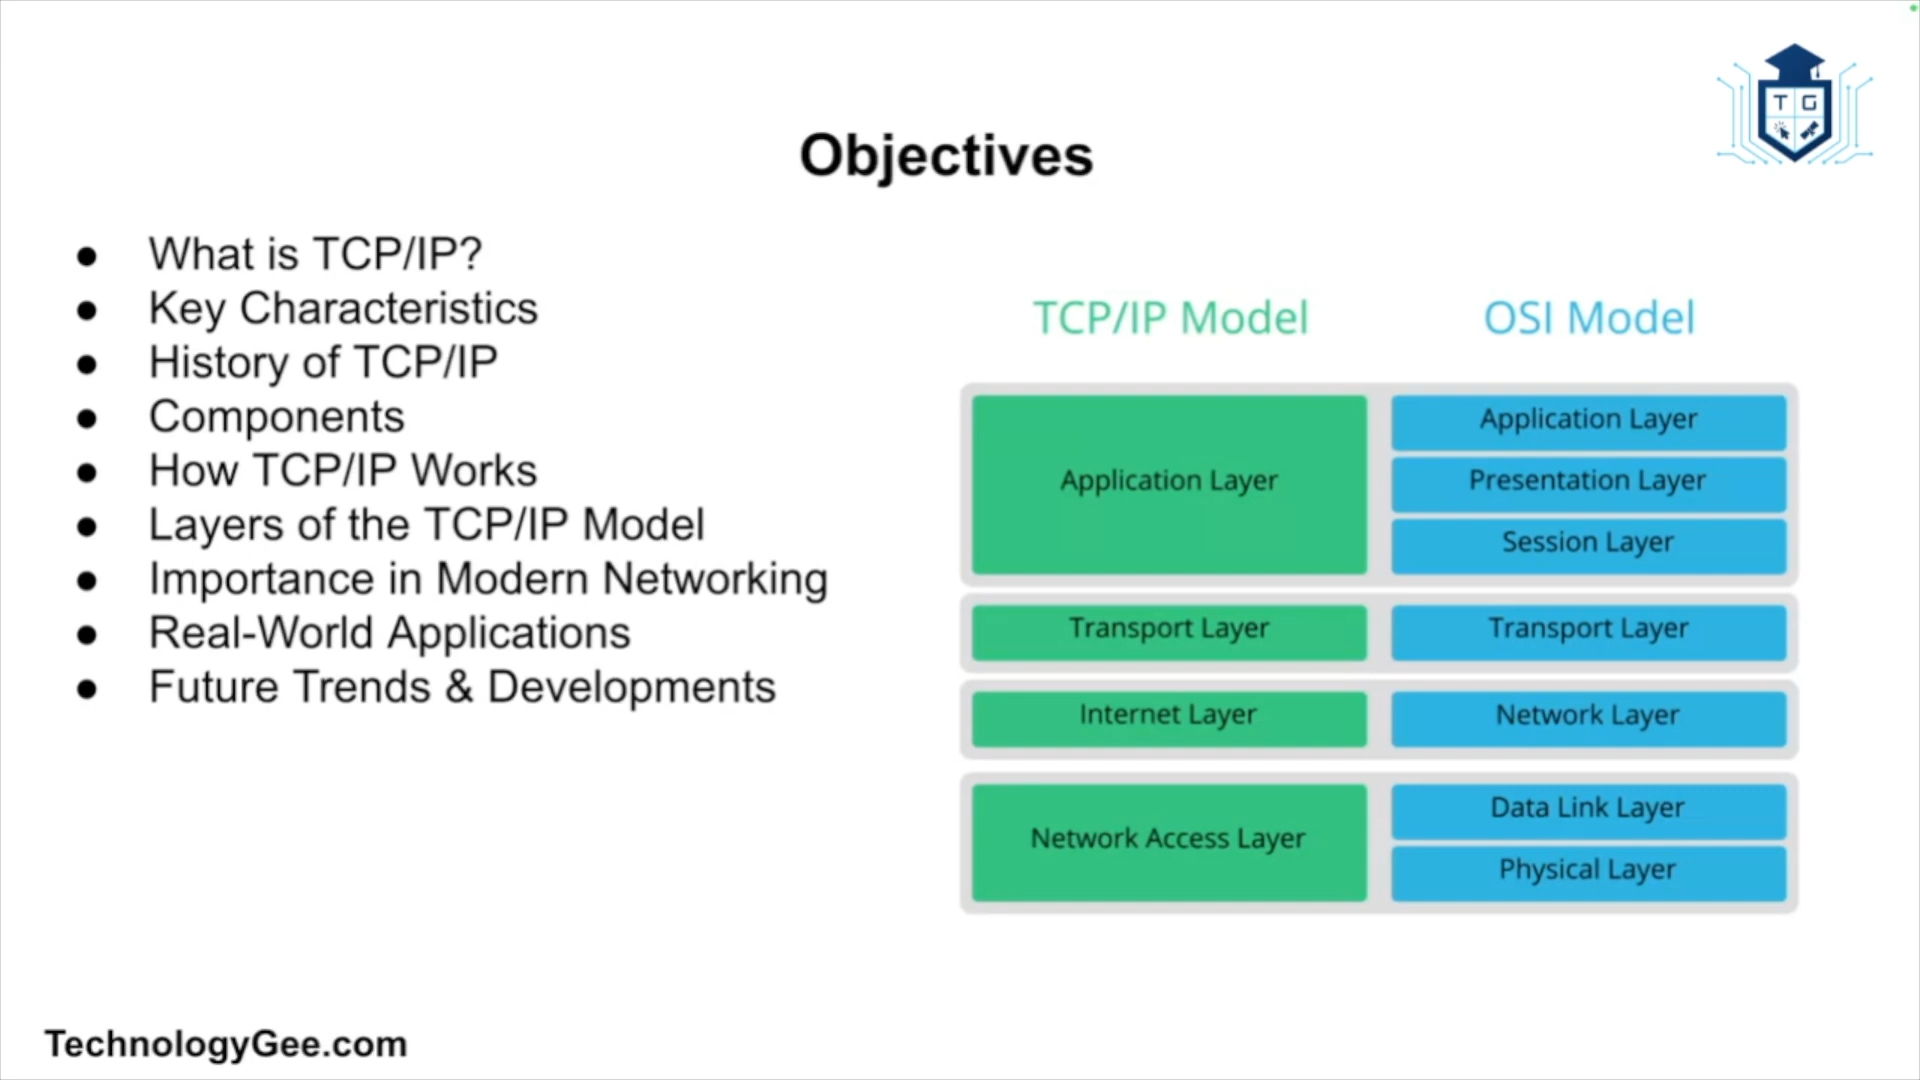 T G
Objectives
What is TCP/IP?
Key Characteristics
History of TCP/IP
Components
How TCP/IP Works
Layers of the TCP/IP Model
Importance in Modern Networking
Real-World Applications
Future Trends & Developments
TCP/IP Model
OSI Model
Application Layer
Application Layer
Presentation Layer
Session Layer
Transport Layer
Transport Layer
Internet Layer
Network Layer
Network Access Layer
Data Link Layer
Physical Layer
TechnologyGee.com